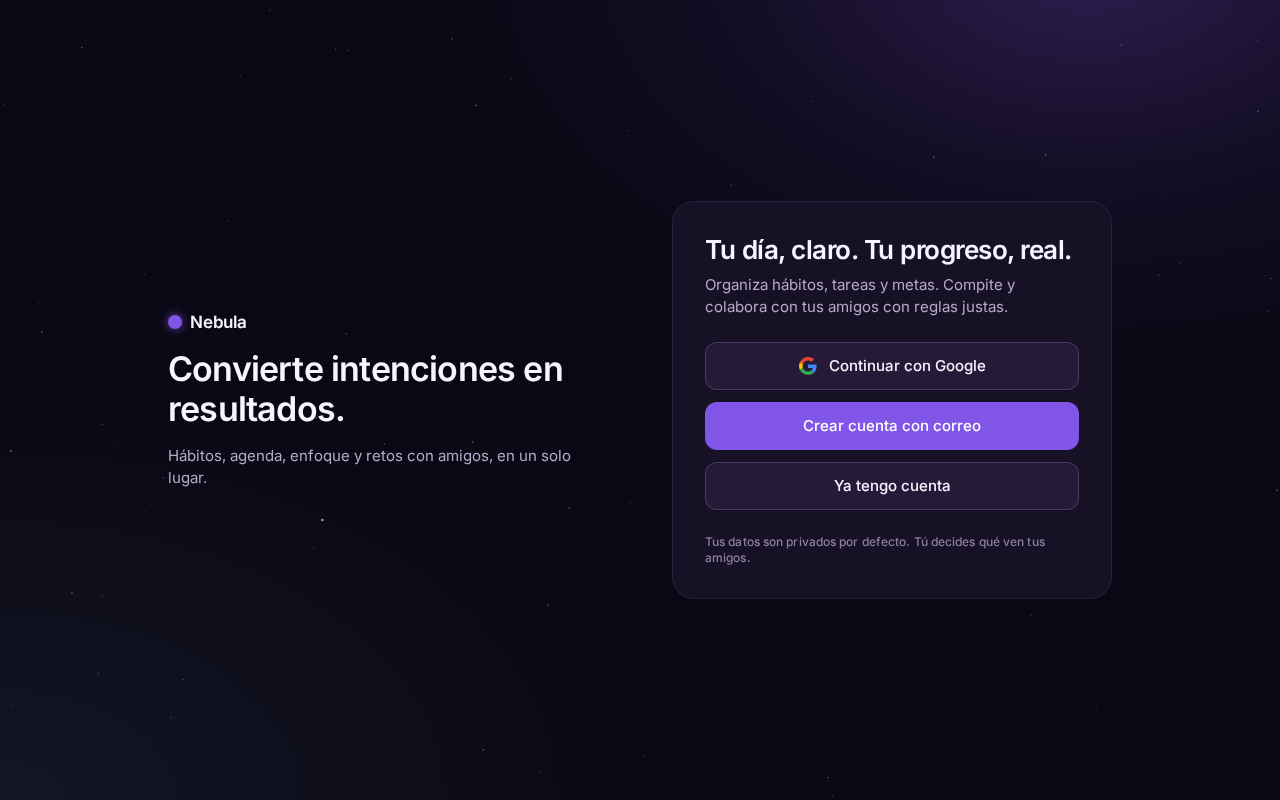 Nebula
Convierte intenciones en
resultados.
Hábitos, agenda, enfoque y retos con amigos, en un solo
lugar.
Tu día, claro. Tu progreso, real.
Organiza hábitos, tareas y metas. Compite y
colabora con tus amigos con reglas justas.
Continuar con Google
Crear cuenta con correo
Ya tengo cuenta
Tus datos son privados por defecto. Tú decides qué ven tus
amigos.